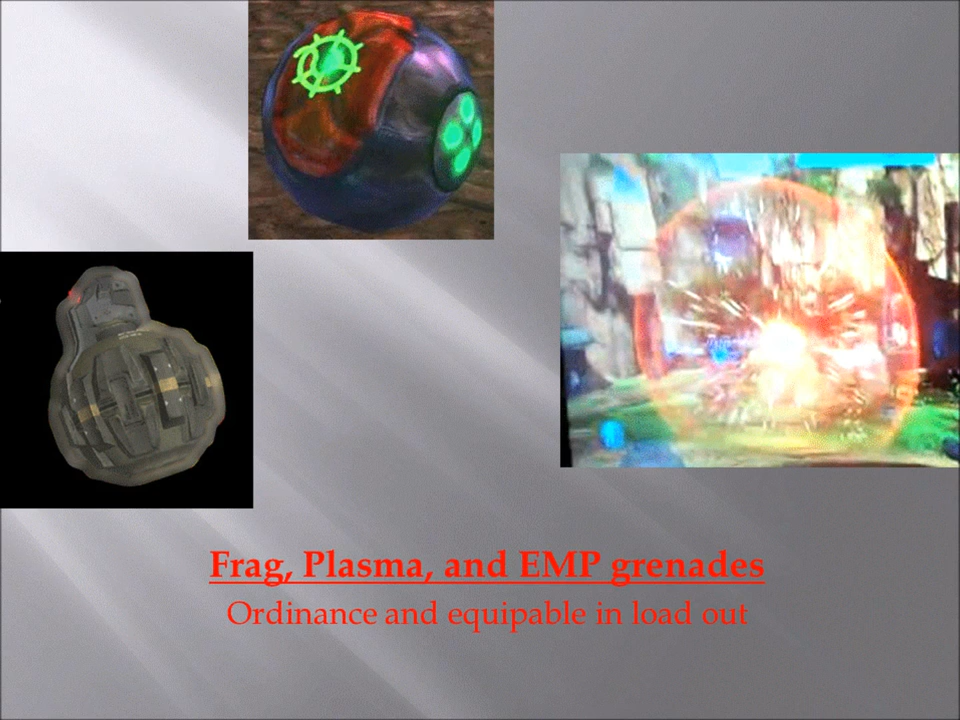 Frag, Plasma, and EMP grenades
Ordinance and equipable in load out